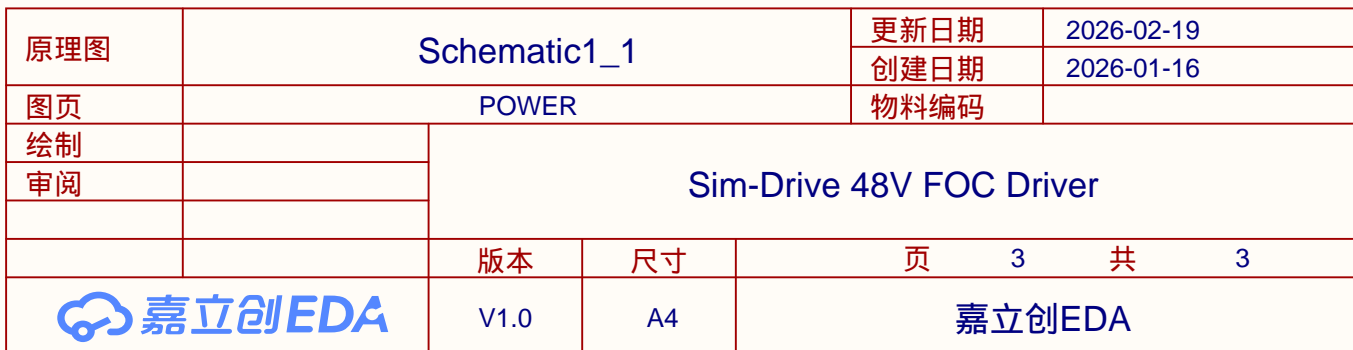 原理图 Schematic1_1 更新日期 2026-02-19
创建日期 2026-01-16
图页 POWER 物料编码
绘制
审阅 Sim-Drive 48V FOC Driver
版本 尺寸 页 3 共 3
嘉立创EDA V1.0 A4 嘉立创EDA